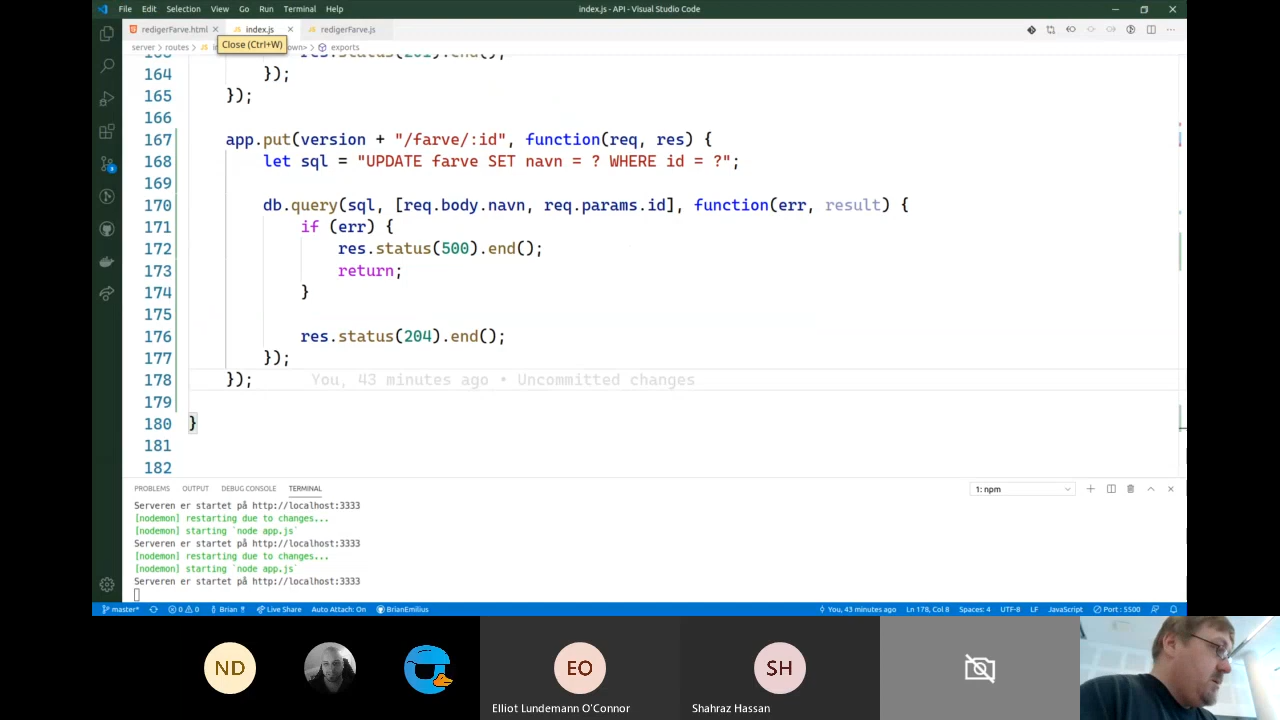 File Edit Selection View Go Run Terminal Help
index.js - API - Visual Studio Code
redigerFarve.html
index.js
redigerFarve.js
Close (Ctrl+W)
server › routes ›
exports
164 });
165 });
166
167 app.put(version + "/farve/:id", function(req, res) {
168 let sql = "UPDATE farve SET navn = ? WHERE id = ?";
169
170 db.query(sql, [req.body.navn, req.params.id], function(err, result) {
171 if (err) {
172 res.status(500).end();
173 return;
174 }
175
176 res.status(204).end();
177 });
178 }); You, 43 minutes ago • Uncommitted changes
179
180 }
181
182
PROBLEMS OUTPUT DEBUG CONSOLE TERMINAL
1: npm
Serveren er startet på http://localhost:3333
[nodemon] restarting due to changes...
[nodemon] starting `node app.js`
Serveren er startet på http://localhost:3333
[nodemon] restarting due to changes...
[nodemon] starting `node app.js`
Serveren er startet på http://localhost:3333
master* 0 0 Brian Live Share Auto Attach: On BrianEmilius You, 43 minutes ago Ln 178, Col 8 Spaces: 4 UTF-8 LF JavaScript Port : 5500
ND
EO
SH
Elliot Lundemann O'Connor
Shahraz Hassan